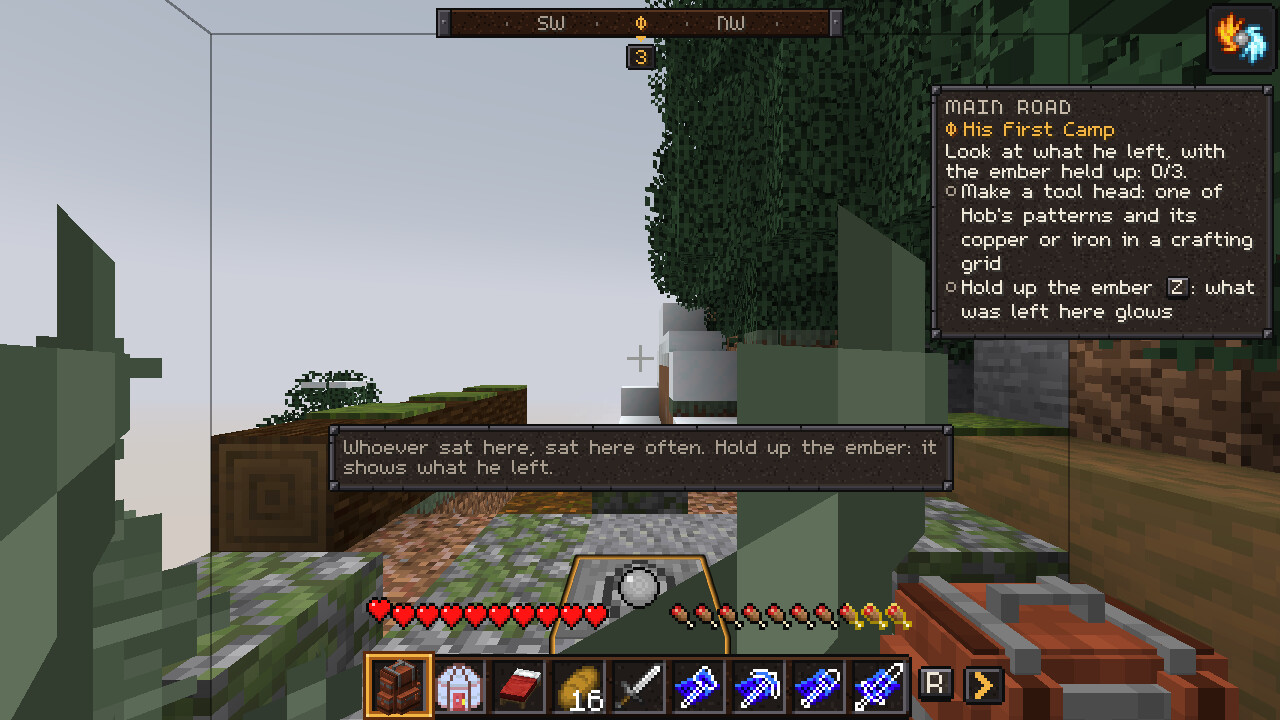 SW
NW
3
MAIN ROAD
His First Camp
Look at what he left, with
the ember held up: 0/3.
Make a tool head: one of
Hob's patterns and its
copper or iron in a crafting
grid
Hold up the ember Z: what
was left here glows
Whoever sat here, sat here often. Hold up the ember: it
shows what he left.
16
R